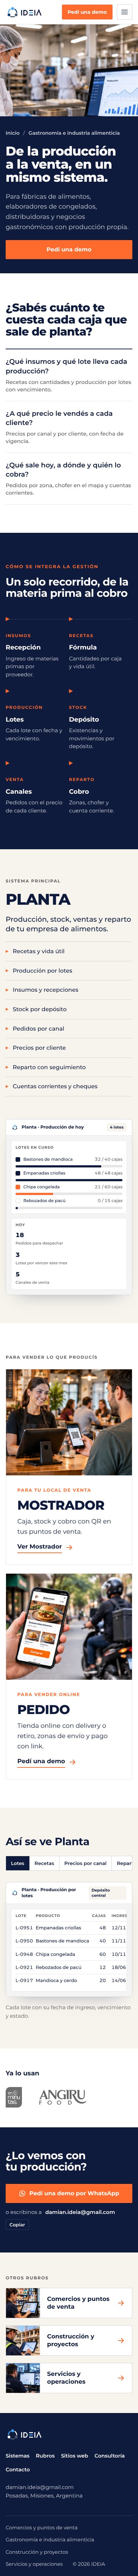 IDEIA
Pedí una demo
Inicio / Gastronomía e industria alimenticia
De la producción
a la venta, en un
mismo sistema.
Para fábricas de alimentos,
elaboradores de congelados,
distribuidoras y negocios
gastronómicos con producción propia.
Pedí una demo
¿Sabés cuánto te
cuesta cada caja que
sale de planta?
¿Qué insumos y qué lote lleva cada
producción?
Recetas con cantidades y producción por lotes
con vencimiento.
¿A qué precio le vendés a cada
cliente?
Precios por canal y por cliente, con fecha de
vigencia.
¿Qué sale hoy, a dónde y quién lo
cobra?
Pedidos por zona, chofer en el mapa y cuentas
corrientes.
CÓMO SE INTEGRA LA GESTIÓN
Un solo recorrido, de la
materia prima al cobro
INSUMOS
Recepción
Ingreso de materias
primas por
proveedor.
RECETAS
Fórmula
Cantidades por caja
y vida útil.
PRODUCCIÓN
Lotes
Cada lote con fecha y
vencimiento.
STOCK
Depósito
Existencias y
movimientos por
depósito.
VENTA
Canales
Pedidos con el precio
de cada cliente.
REPARTO
Cobro
Zonas, chofer y
cuenta corriente.
SISTEMA PRINCIPAL
PLANTA
Producción, stock, ventas y reparto
de tu empresa de alimentos.
Recetas y vida útil
Producción por lotes
Insumos y recepciones
Stock por depósito
Pedidos por canal
Precios por cliente
Reparto con seguimiento
Cuentas corrientes y cheques
Planta · Producción de hoy
4 lotes
LOTES EN CURSO
Bastones de mandioca 32 / 40 cajas
Empanadas criollas 48 / 48 cajas
Chipa congelada 21 / 60 cajas
Rebozados de pacú 0 / 15 cajas
HOY
18
Pedidos para despachar
3
Lotes por vencer este mes
5
Canales de venta
PARA VENDER LO QUE PRODUCÍS
PARA TU LOCAL DE VENTA
MOSTRADOR
Caja, stock y cobro con QR en
tus puntos de venta.
Ver Mostrador
PARA VENDER ONLINE
PEDIDO
Tienda online con delivery o
retiro, zonas de envío y pago
con link.
Pedí una demo
Así se ve Planta
Lotes Recetas Precios por canal Repar
Planta · Producción por
lotes
Depósito
central
LOTE PRODUCTO CAJAS INGRES
L-0951 Empanadas criollas 48 12/11
L-0950 Bastones de mandioca 40 11/11
L-0948 Chipa congelada 60 10/11
L-0921 Rebozados de pacú 12 18/06
L-0917 Mandioca y cerdo 20 14/06
Cada lote con su fecha de ingreso, vencimiento
y estado.
Ya lo usan
ANGIRU
FOOD
¿Lo vemos con
tu producción?
Pedí una demo por WhatsApp
o escribinos a damian.ideia@gmail.com
Copiar
OTROS RUBROS
Comercios y puntos
de venta
Construcción y
proyectos
Servicios y
operaciones
IDEIA
Sistemas Rubros Sitios web Consultoría
Contacto
damian.ideia@gmail.com
Posadas, Misiones, Argentina
Comercios y puntos de venta
Gastronomía e industria alimenticia
Construcción y proyectos
Servicios y operaciones © 2026 IDEIA